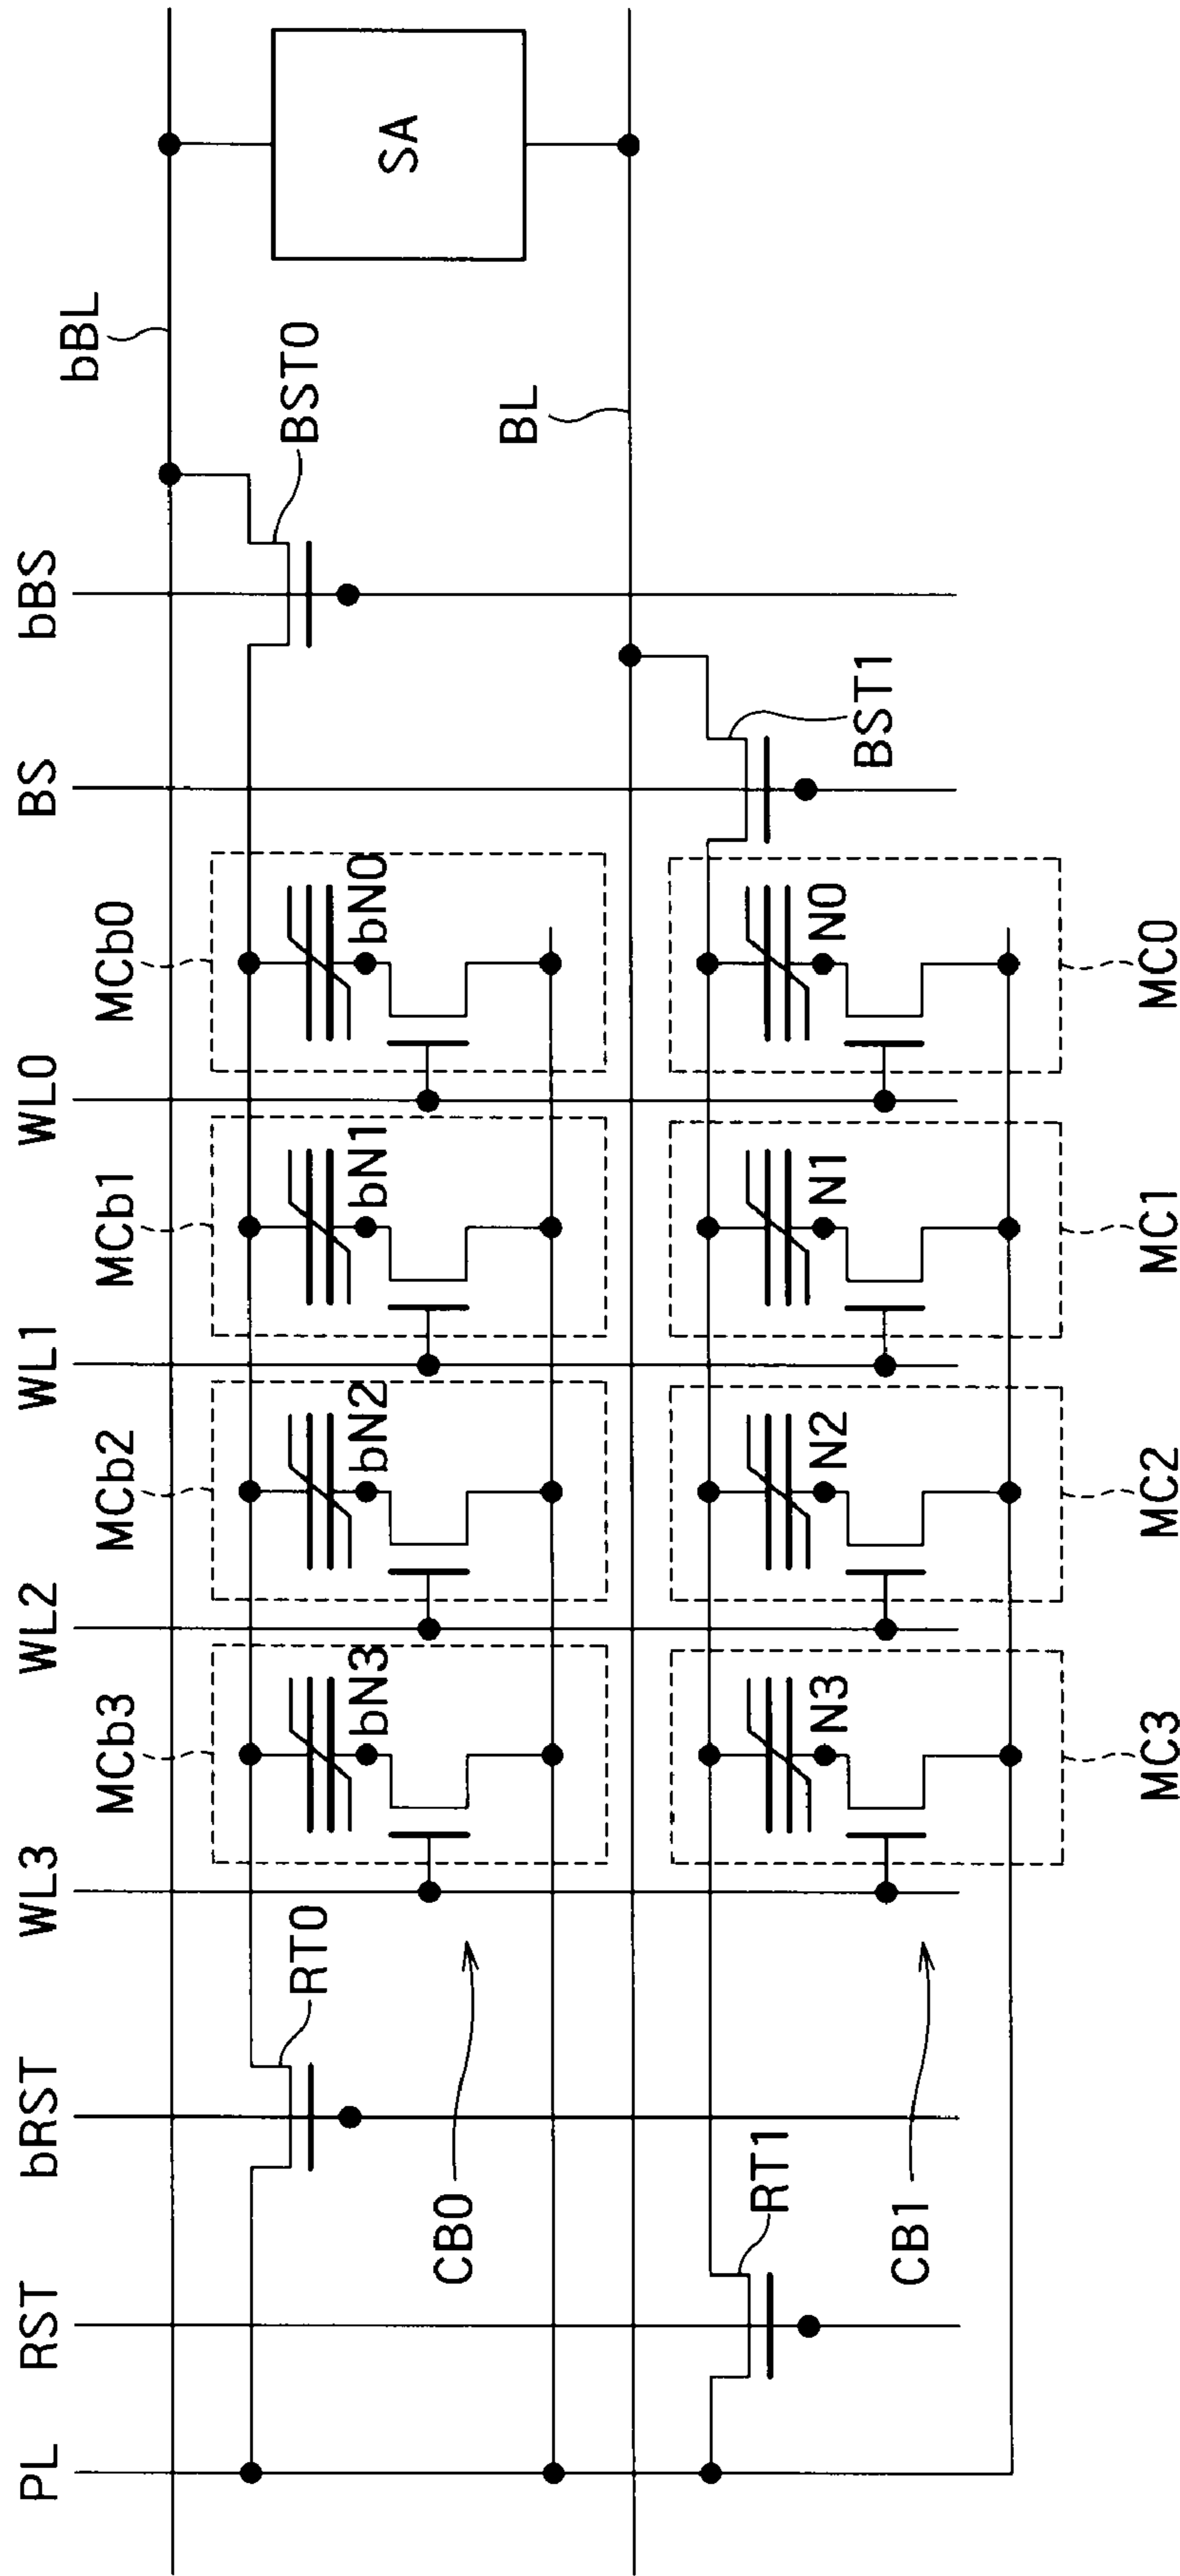 PL
RST
bRST
WL3
WL2
WL1
WL0
BS
bBS
MCb3
MCb2
MCb1
MCb0
bBL
RT0
BST0
bN3
bN2
bN1
bN0
SA
CB0
BL
RT1
N3
N2
N1
N0
BST1
CB1
MC3
MC2
MC1
MC0